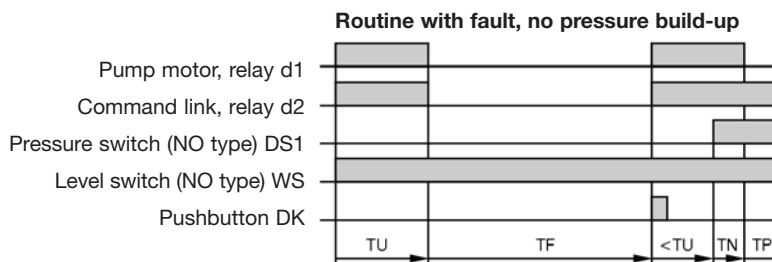 Routine with fault, no pressure build-up
Pump motor, relay d1
Command link, relay d2
Pressure switch (NO type) DS1
Level switch (NO type) WS
Pushbutton DK
TU TF <TU TN TP